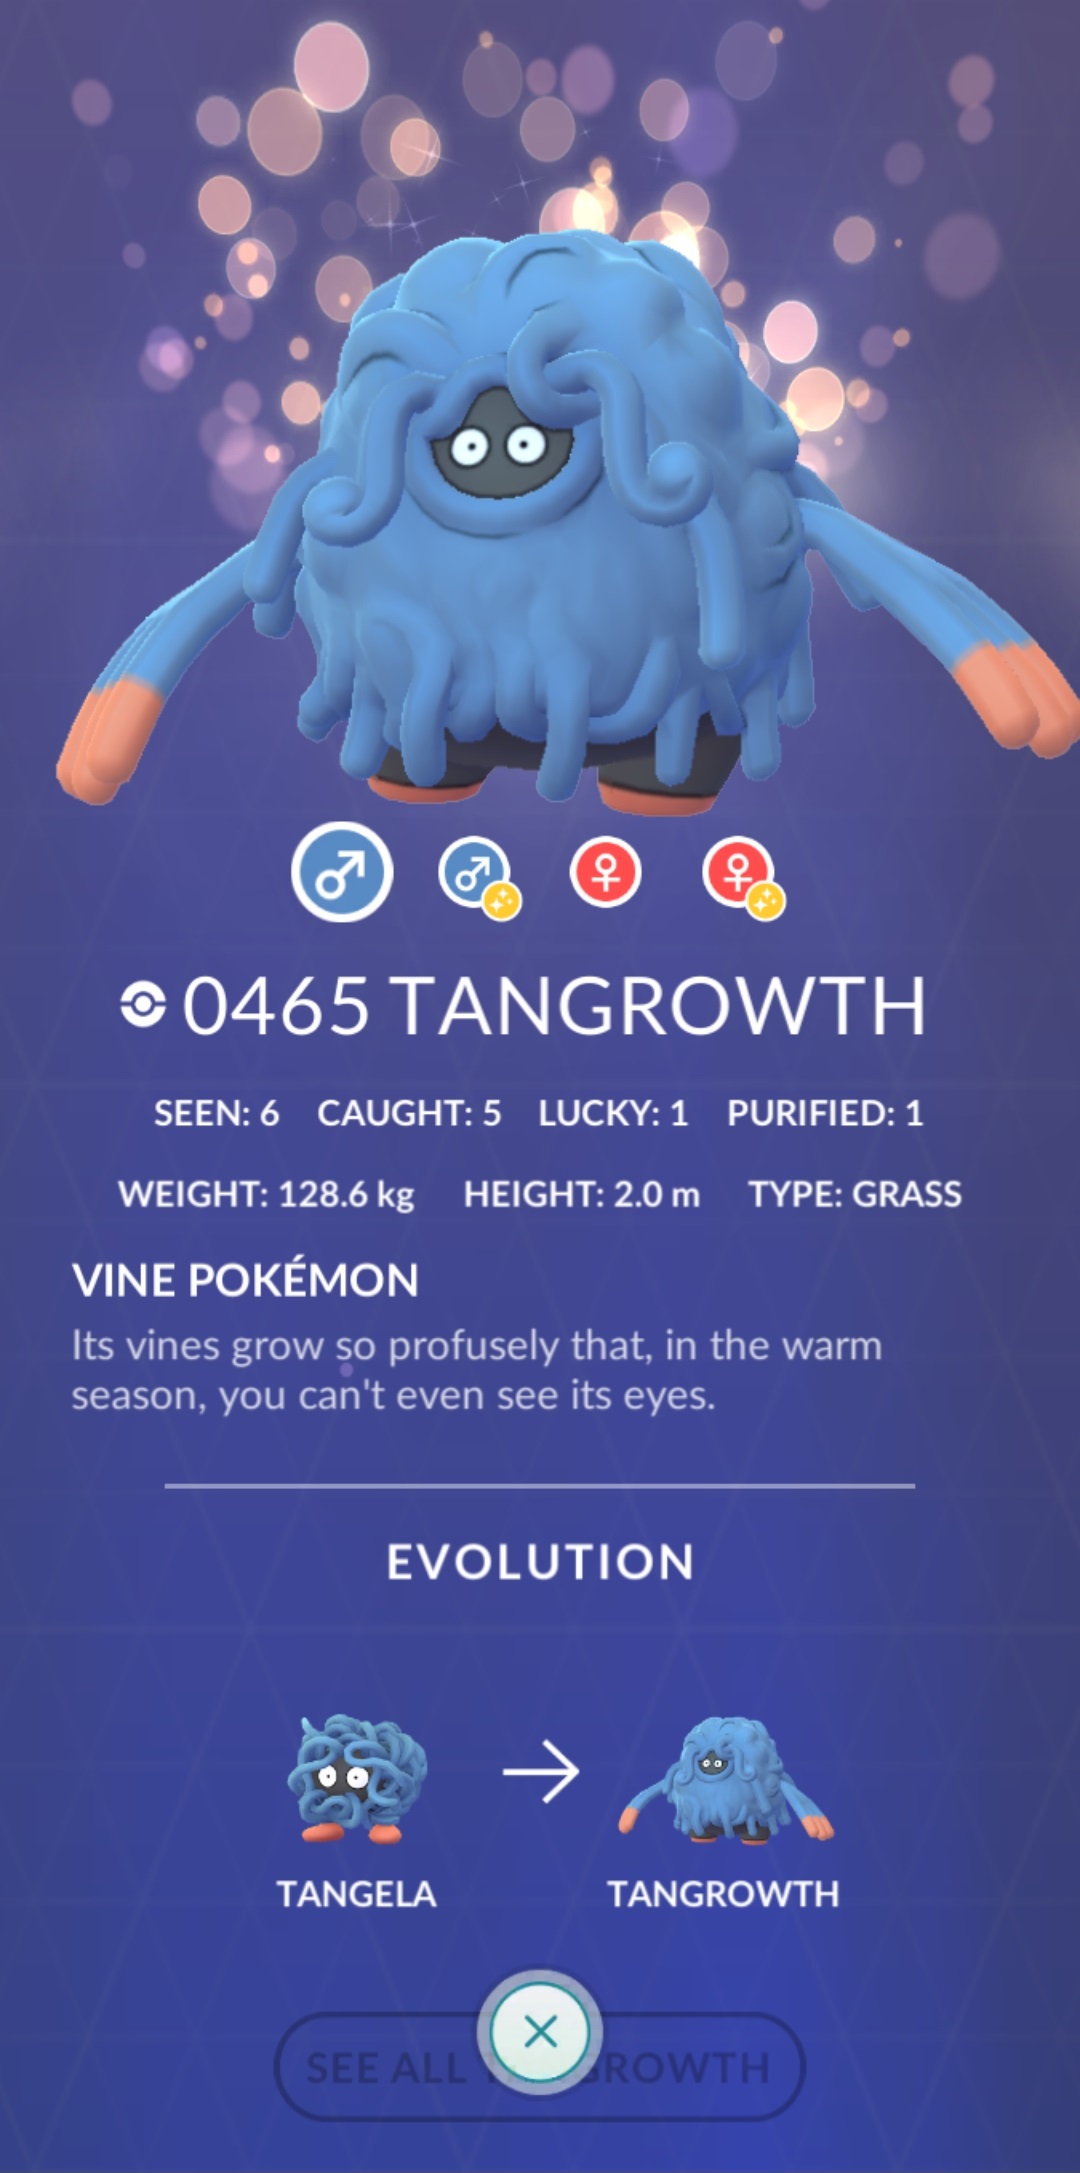 0465 TANGROWTH
SEEN: 6 CAUGHT: 5 LUCKY: 1 PURIFIED: 1
WEIGHT: 128.6 kg HEIGHT: 2.0 m TYPE: GRASS
VINE POKÉMON
Its vines grow so profusely that, in the warm
season, you can't even see its eyes.
EVOLUTION
TANGELA TANGROWTH
SEE ALL